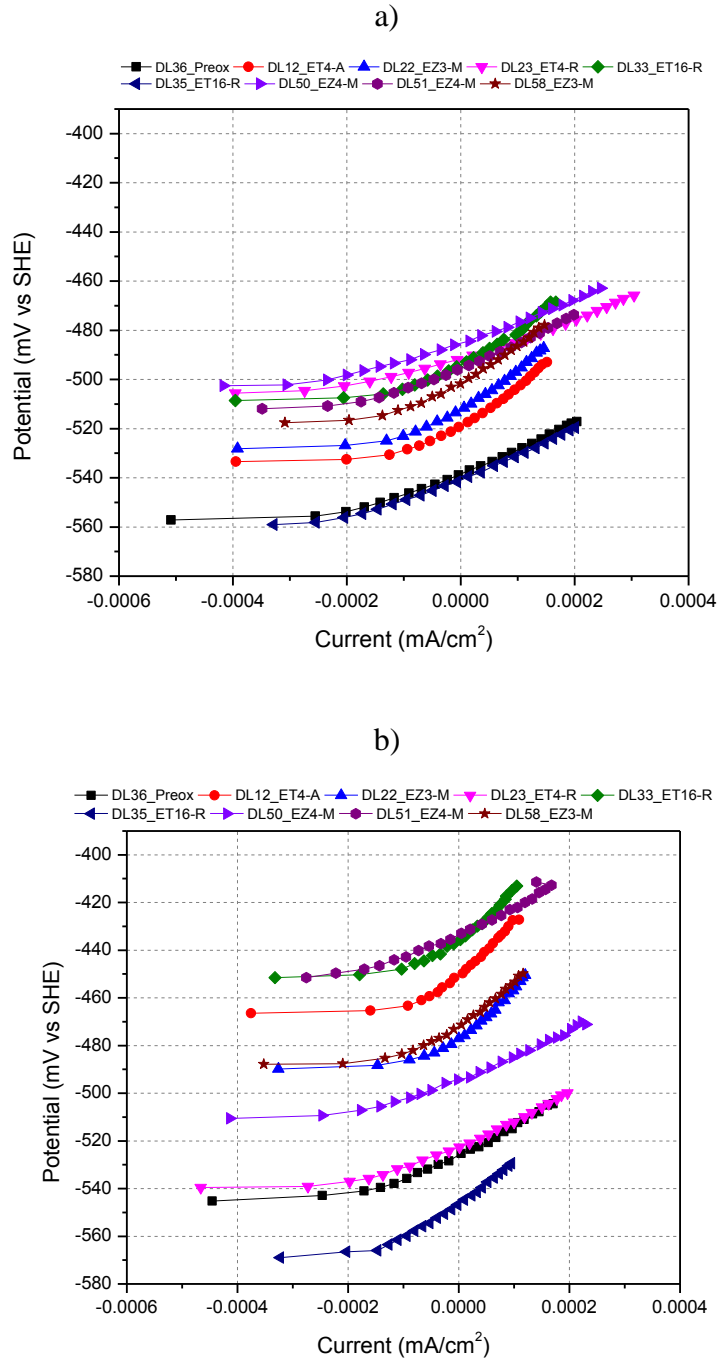 a)
DL36_Preox DL12_ET4-A DL22_EZ3-M DL23_ET4-R DL33_ET16-R
DL35_ET16-R DL50_EZ4-M DL51_EZ4-M DL58_EZ3-M
-400
-420
-440
-460
-480
-500
-520
-540
-560
-580
Potential (mV vs SHE)
-0.0006 -0.0004 -0.0002 0.0000 0.0002 0.0004
Current (mA/cm²)
b)
DL36_Preox DL12_ET4-A DL22_EZ3-M DL23_ET4-R DL33_ET16-R
DL35_ET16-R DL50_EZ4-M DL51_EZ4-M DL58_EZ3-M
-400
-420
-440
-460
-480
-500
-520
-540
-560
-580
Potential (mV vs SHE)
-0.0006 -0.0004 -0.0002 0.0000 0.0002 0.0004
Current (mA/cm²)